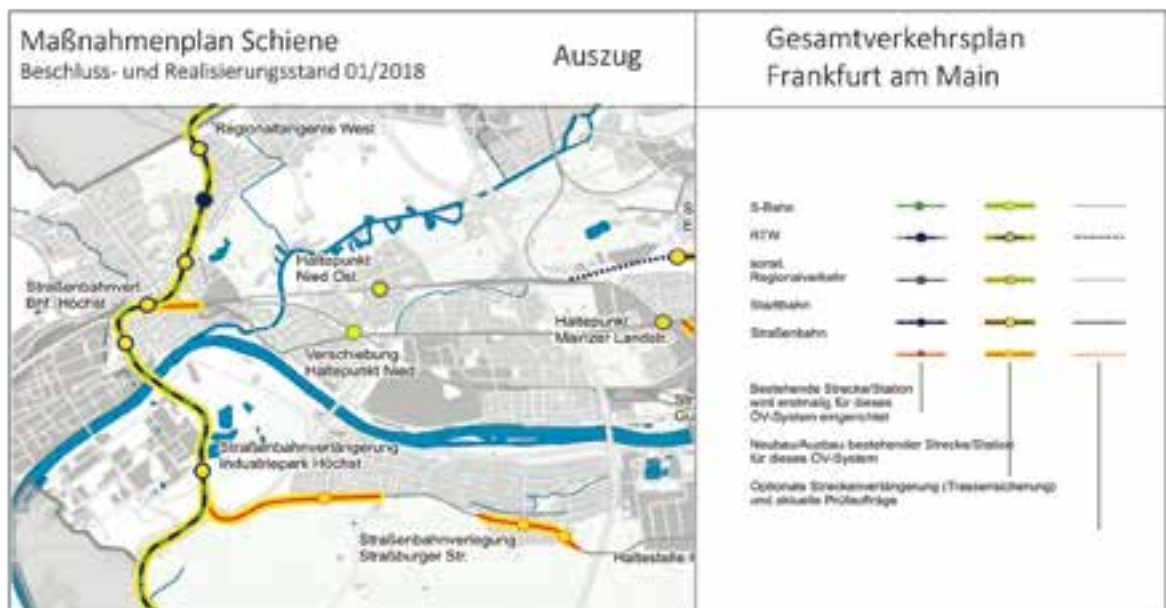 Maßnahmenplan Schiene
Beschluss- und Realisierungsstand 01/2018
Auszug
Gesamtverkehrsplan
Frankfurt am Main
Regionaltangente West
Haltepunkt
Nied Ost
Straßenbahnverl.
Bhf. Höchst
Haltepunkt
Mainzer Landstr.
Verschiebung
Haltepunkt Nied
Straßenbahnverlängerung
Industriepark Höchst
Straßenbahnverlegung
Straßburger Str.
Haltestelle
S-Bahn
RTW
sonst.
Regionalverkehr
Stadtbahn
Straßenbahn
Bestehende Strecke/Station
wird erstmalig für dieses
ÖV-System eingerichtet
Neubau/Ausbau bestehender Strecke/Station
für dieses ÖV-System
Optionale Streckenverlängerung (Trassensicherung)
und aktuelle Prüfaufträge